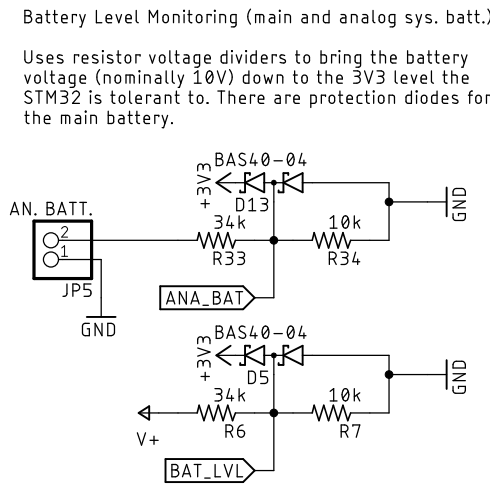 Battery Level Monitoring (main and analog sys. batt.)
Uses resistor voltage dividers to bring the battery
voltage (nominally 10V) down to the 3V3 level the
STM32 is tolerant to. There are protection diodes for
the main battery.
BAS40-04
+3V3
D13
GND
AN. BATT.
34k
10k
2
1
R33
R34
JP5
ANA_BAT
GND
BAS40-04
+3V3
D5
GND
34k
10k
V+
R6
R7
BAT_LVL